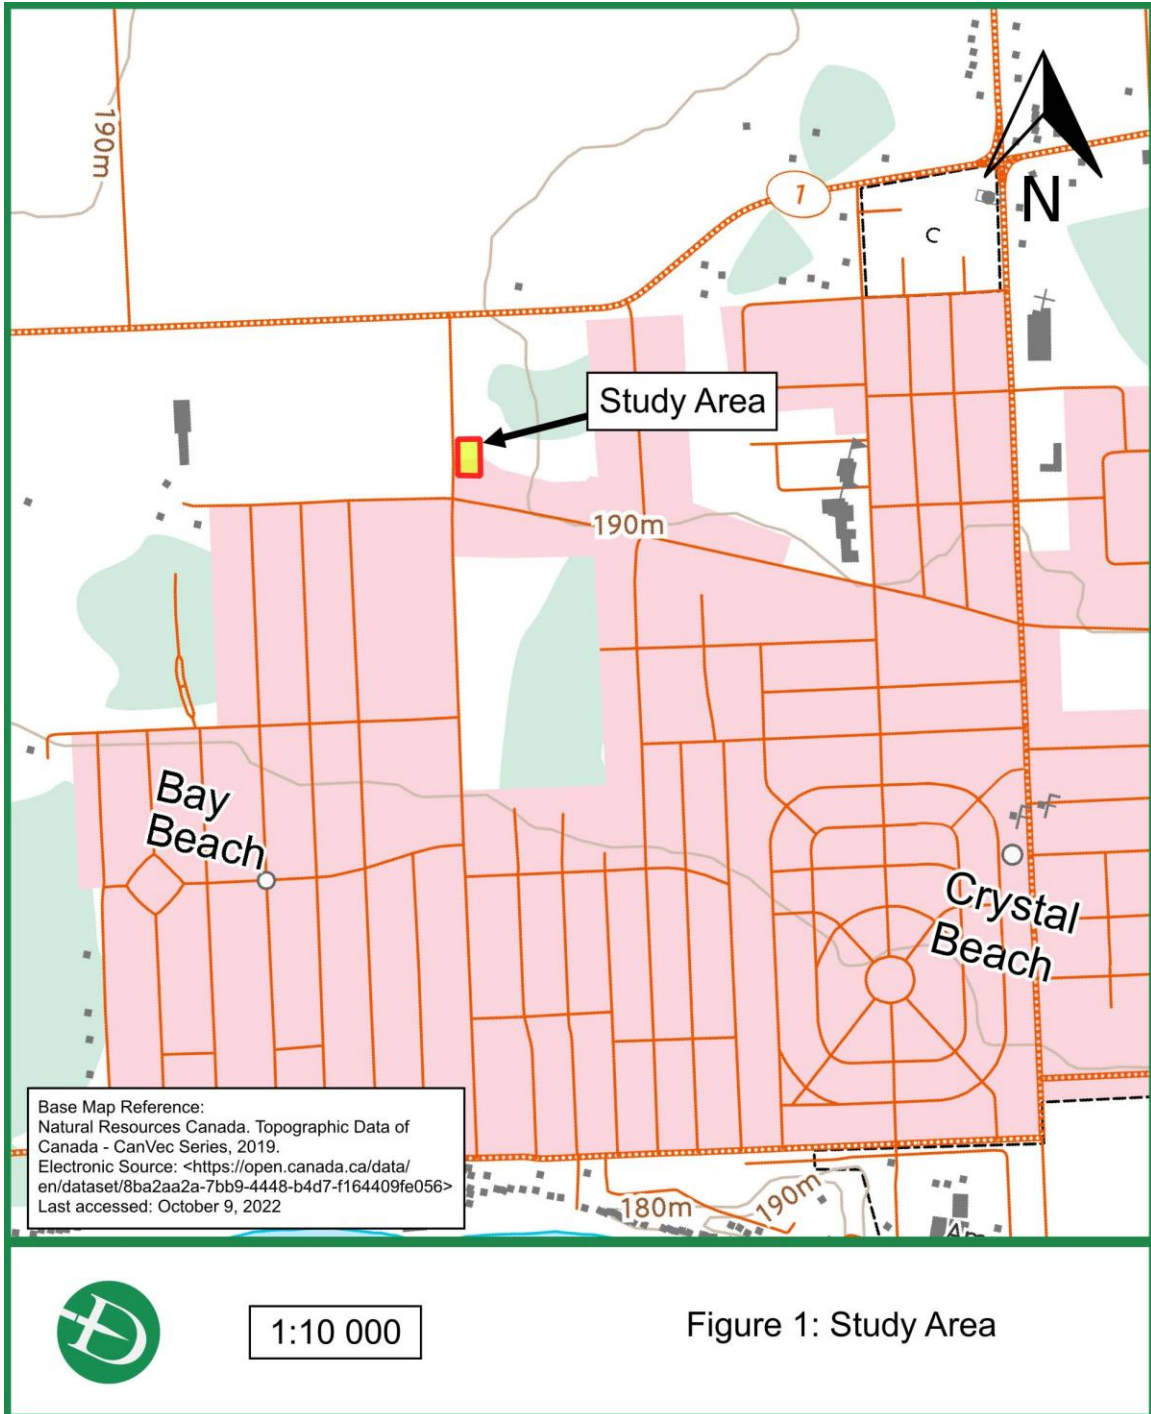 190m
1
N
C
Study Area
190m
Bay
Beach
Crystal
Beach
Base Map Reference:
Natural Resources Canada. Topographic Data of
Canada - CanVec Series, 2019.
Electronic Source: <https://open.canada.ca/data/
en/dataset/8ba2aa2a-7bb9-4448-b4d7-f164409fe056>
Last accessed: October 9, 2022
180m
190m
1:10 000
Figure 1: Study Area